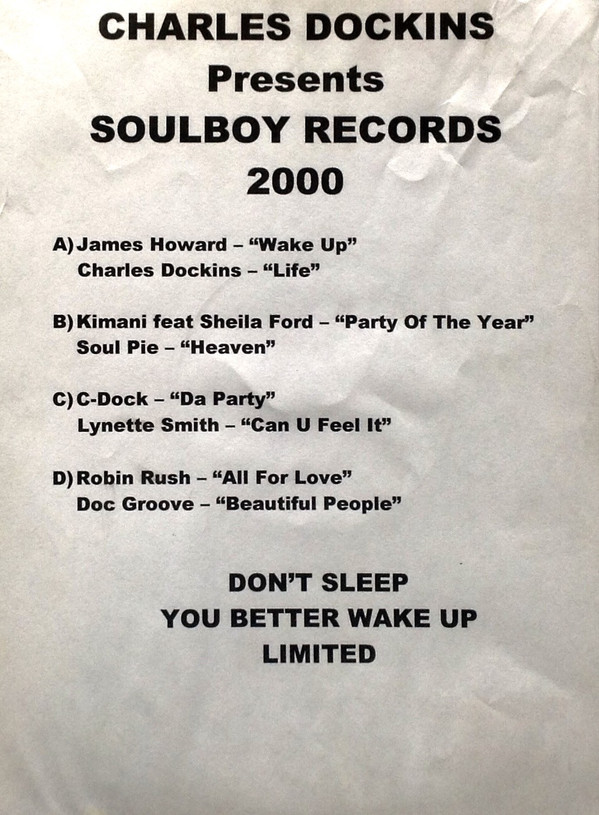 CHARLES DOCKINS
Presents
SOULBOY RECORDS
2000
A) James Howard – “Wake Up”
Charles Dockins – “Life”
B) Kimani feat Sheila Ford – “Party Of The Year”
Soul Pie – “Heaven”
C) C-Dock – “Da Party”
Lynette Smith – “Can U Feel It”
D) Robin Rush – “All For Love”
Doc Groove – “Beautiful People”
DON’T SLEEP
YOU BETTER WAKE UP
LIMITED